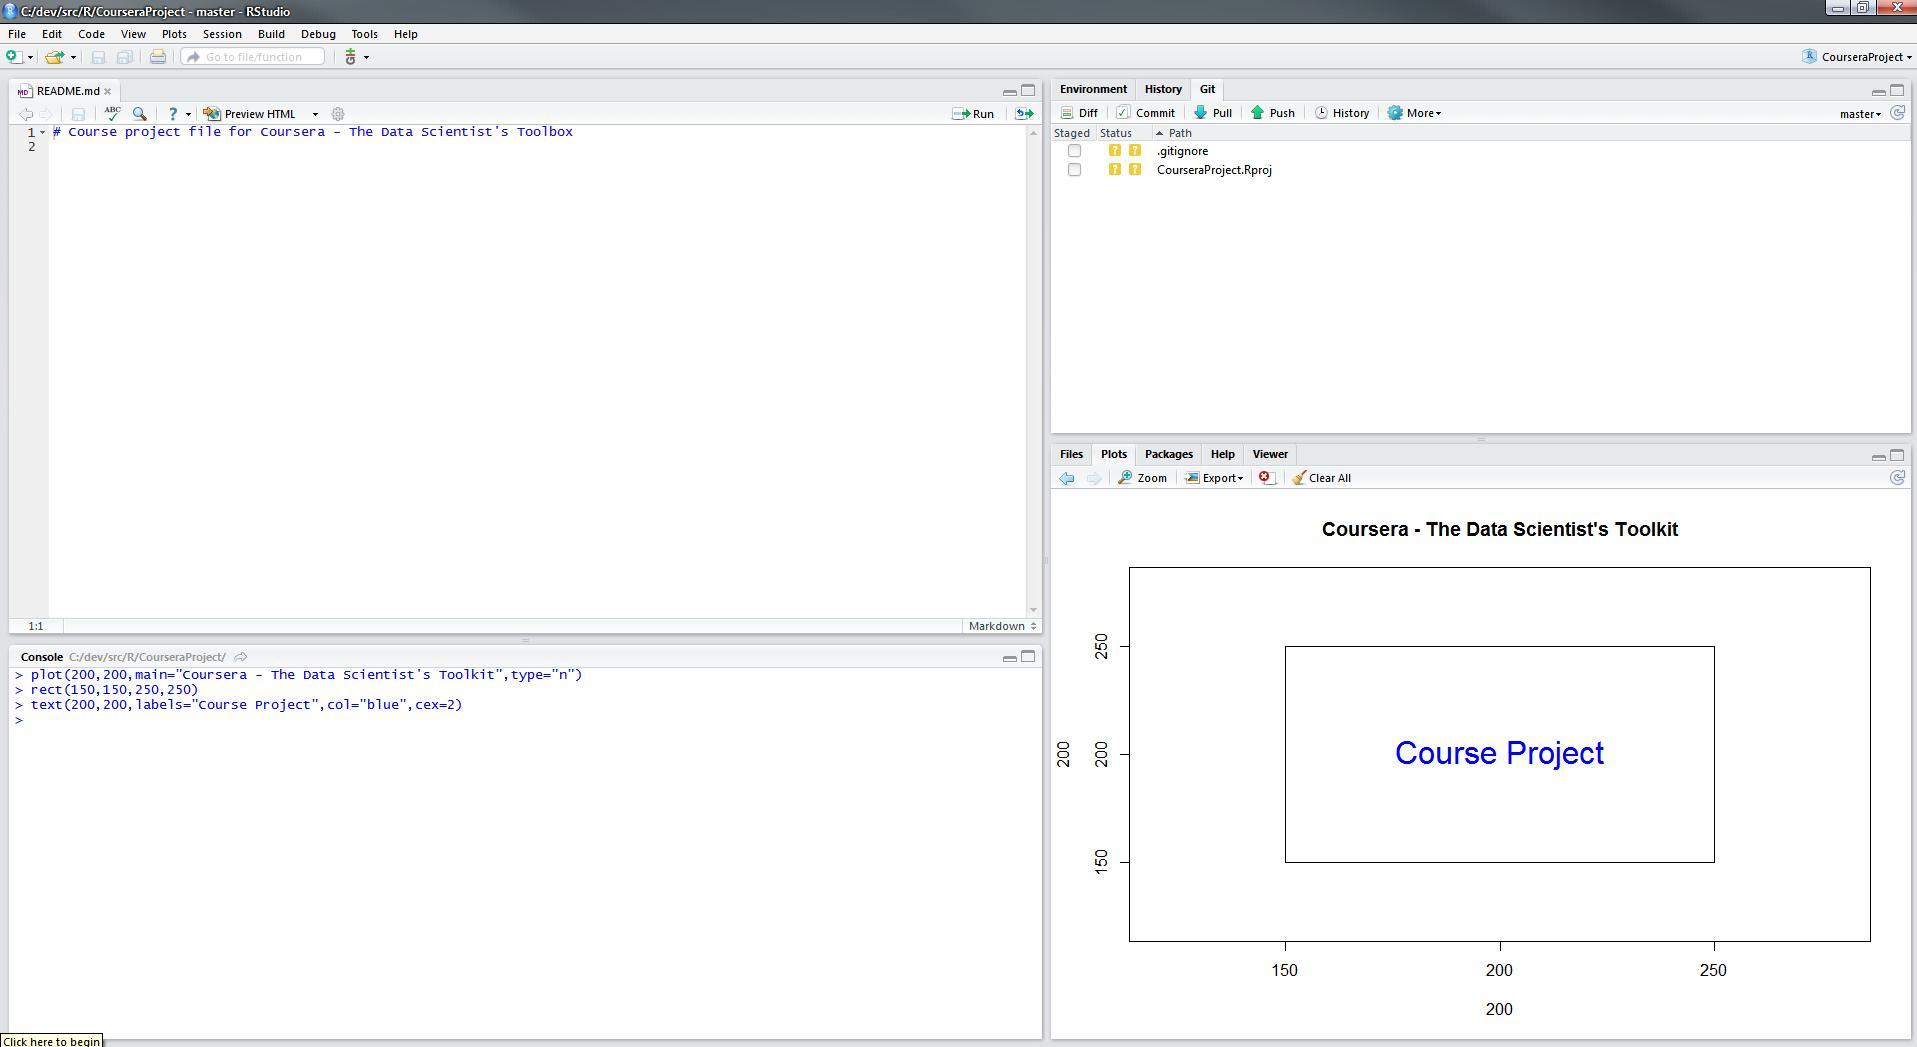 C:/dev/src/R/CourseraProject - master - RStudio
File Edit Code View Plots Session Build Debug Tools Help
Go to file/function
CourseraProject
README.md
ABC
Preview HTML
Run
1 # Course project file for Coursera - The Data Scientist's Toolbox
2
1:1
Markdown
Console C:/dev/src/R/CourseraProject/
> plot(200,200,main="Coursera - The Data Scientist's Toolkit",type="n")
> rect(150,150,250,250)
> text(200,200,labels="Course Project",col="blue",cex=2)
>
Click here to begin
Environment History Git
Diff Commit Pull Push History More
master
Staged Status Path
? ? .gitignore
? ? CourseraProject.Rproj
Files Plots Packages Help Viewer
Zoom Export Clear All
Coursera - The Data Scientist's Toolkit
250
200
200
150
Course Project
150 200 250
200